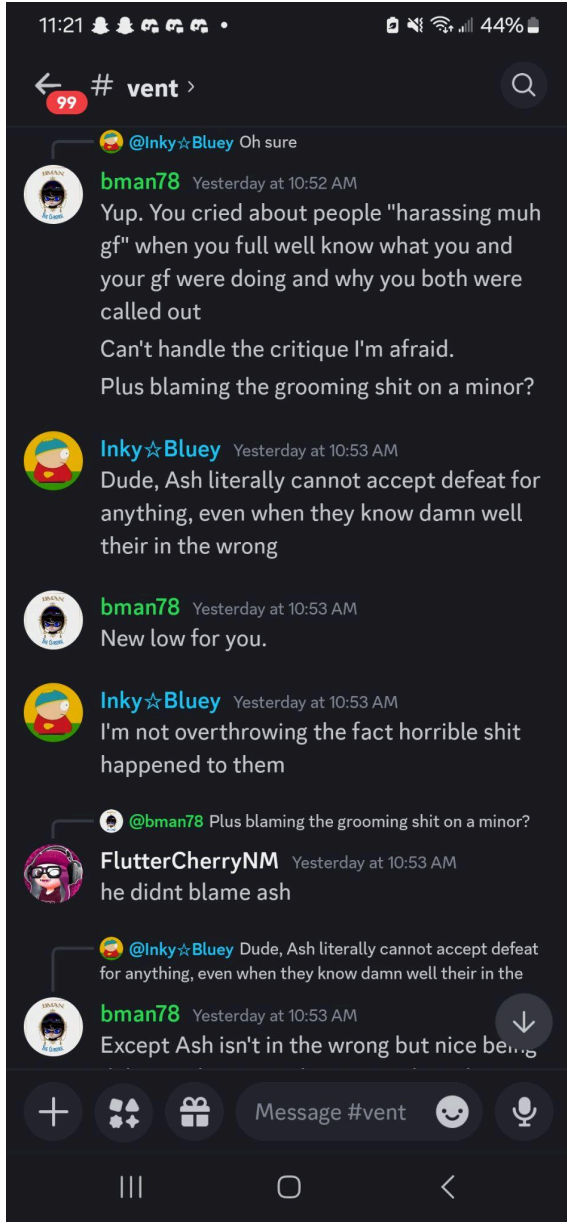 11:21
44%
99
# vent >
@Inky☆Bluey Oh sure
bman78 Yesterday at 10:52 AM
Yup. You cried about people "harassing muh
gf" when you full well know what you and
your gf were doing and why you both were
called out
Can't handle the critique I'm afraid.
Plus blaming the grooming shit on a minor?
Inky☆Bluey Yesterday at 10:53 AM
Dude, Ash literally cannot accept defeat for
anything, even when they know damn well
their in the wrong
BMAN
bman78 Yesterday at 10:53 AM
New low for you.
Inky☆Bluey Yesterday at 10:53 AM
I'm not overthrowing the fact horrible shit
happened to them
@bman78 Plus blaming the grooming shit on a minor?
FlutterCherryNM Yesterday at 10:53 AM
he didnt blame ash
@Inky☆Bluey Dude, Ash literally cannot accept defeat
for anything, even when they know damn well their in the
bman78 Yesterday at 10:53 AM
Except Ash isn't in the wrong but nice being
Message #vent